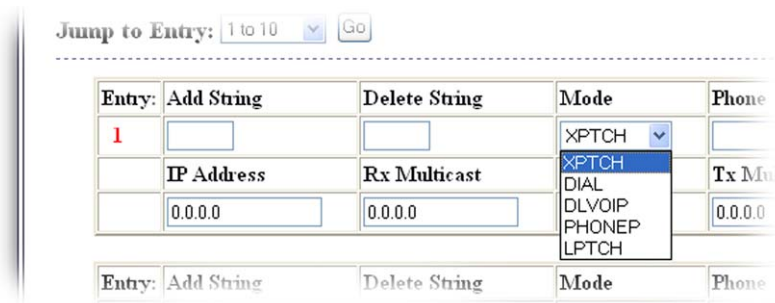 Jump to Entry: 1 to 10 Go
Entry: Add String Delete String Mode Phone
1 XPTCH
XPTCH
IP Address Rx Multicast Tx Mu
DIAL
DLVOIP
0.0.0.0 0.0.0.0 0.0.0.0
PHONEP
LPTCH
Entry: Add String Delete String Mode Phone